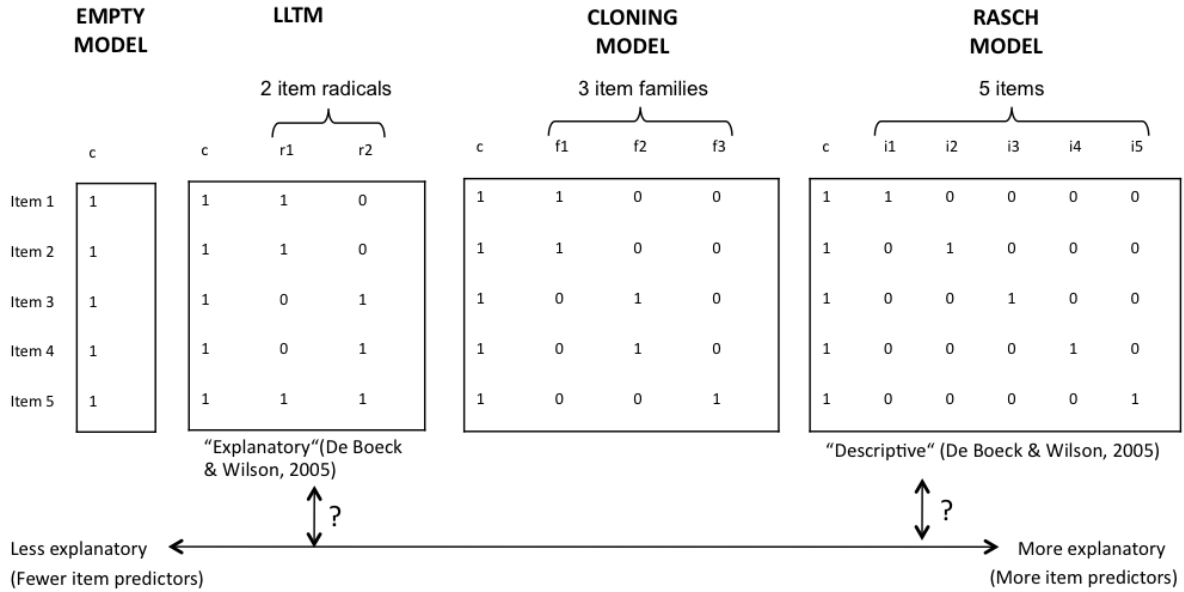 EMPTY MODEL
LLTM
CLONING MODEL
RASCH MODEL
2 item radicals
3 item families
5 items
c
c r1 r2
c f1 f2 f3
c i1 i2 i3 i4 i5
Item 1 1 1 1 0 1 1 0 0 1 1 0 0 0 0
Item 2 1 1 1 0 1 1 0 0 1 0 1 0 0 0
Item 3 1 1 0 1 1 0 1 0 1 0 0 1 0 0
Item 4 1 1 0 1 1 0 1 0 1 0 0 0 1 0
Item 5 1 1 1 1 1 0 0 1 1 0 0 0 0 1
“Explanatory“(De Boeck
& Wilson, 2005)
“Descriptive“ (De Boeck & Wilson, 2005)
?
?
Less explanatory
(Fewer item predictors)
More explanatory
(More item predictors)